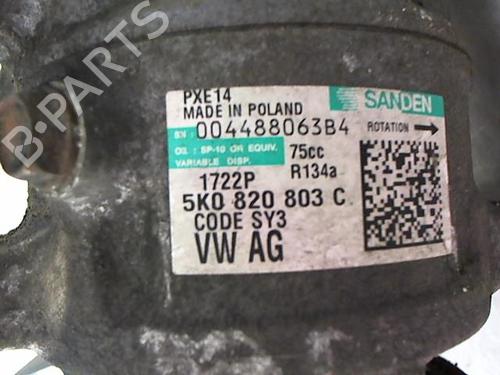 B-PARTS
PXE14
MADE IN POLAND
SANDEN
S/N: 004488063B4
ROTATION
OIL: SP-10 OR EQUIV. 75cc
VARIABLE DISP. R134a
1722P
5K0 820 803 C
CODE SY3
VW AG